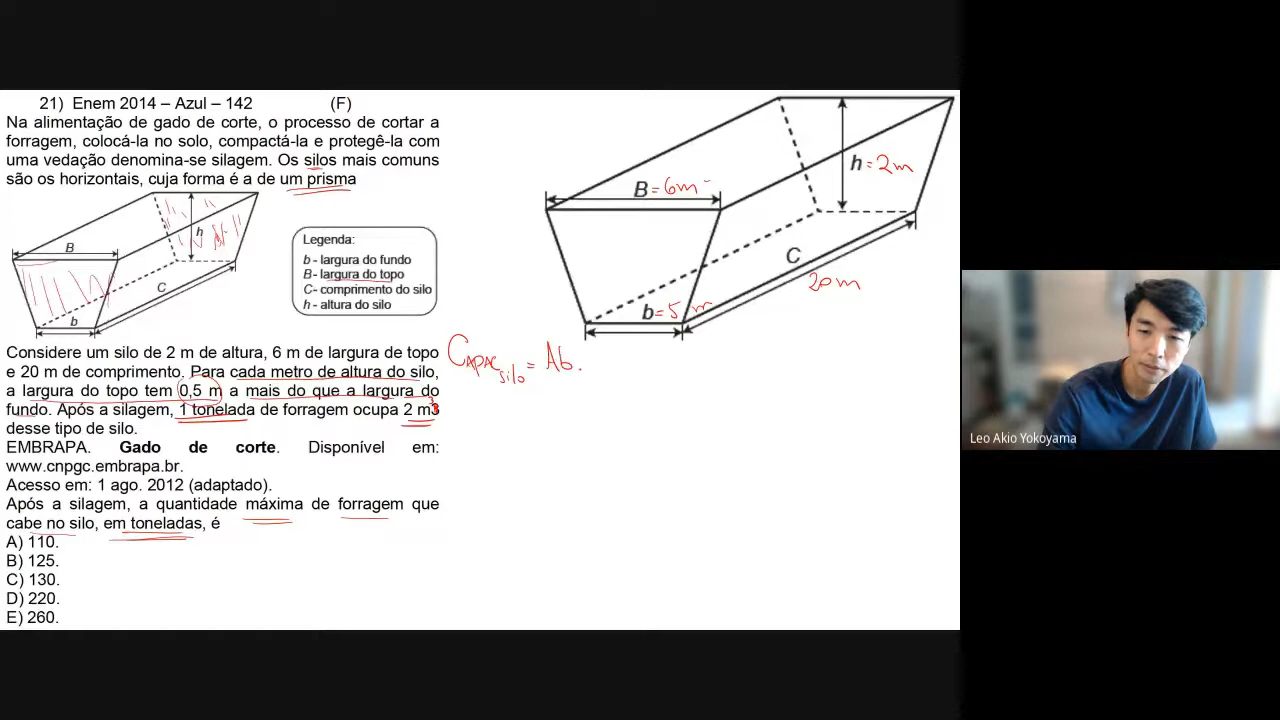 21) Enem 2014 – Azul – 142 (F)
Na alimentação de gado de corte, o processo de cortar a
forragem, colocá-la no solo, compactá-la e protegê-la com
uma vedação denomina-se silagem. Os silos mais comuns
são os horizontais, cuja forma é a de um prisma
B
h
Ab
C
b
Legenda:
b - largura do fundo
B - largura do topo
C - comprimento do silo
h - altura do silo
Considere um silo de 2 m de altura, 6 m de largura de topo
e 20 m de comprimento. Para cada metro de altura do silo,
a largura do topo tem 0,5 m a mais do que a largura do
fundo. Após a silagem, 1 tonelada de forragem ocupa 2 m3
desse tipo de silo.
EMBRAPA. Gado de corte. Disponível em:
www.cnpgc.embrapa.br.
Acesso em: 1 ago. 2012 (adaptado).
Após a silagem, a quantidade máxima de forragem que
cabe no silo, em toneladas, é
A) 110.
B) 125.
C) 130.
D) 220.
E) 260.
B = 6m
h = 2m
C
20m
b = 5m
CAPAC silo = Ab.
Leo Akio Yokoyama